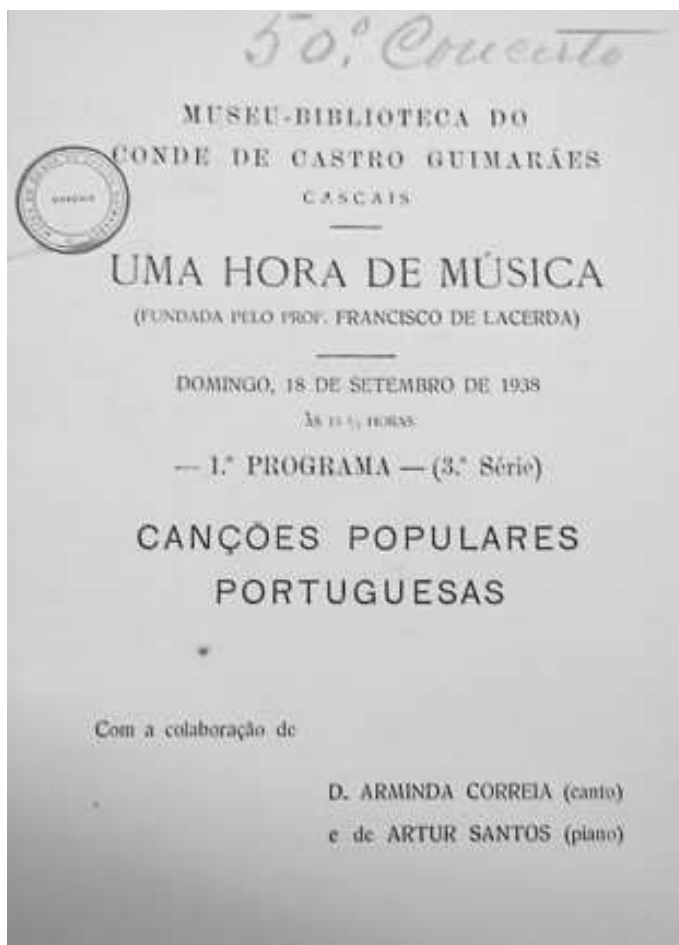 50.º Concerto
MUSEU-BIBLIOTECA DO
CONDE DE CASTRO GUIMARÃES
CASCAIS
UMA HORA DE MÚSICA
(FUNDADA PELO PROF. FRANCISCO DE LACERDA)
DOMINGO, 18 DE SETEMBRO DE 1938
ÀS HORAS
— 1.º PROGRAMA — (3.ª Série)
CANÇÕES POPULARES
PORTUGUESAS
Com a colaboração de
D. ARMINDA CORREIA (canto)
e de ARTUR SANTOS (piano)